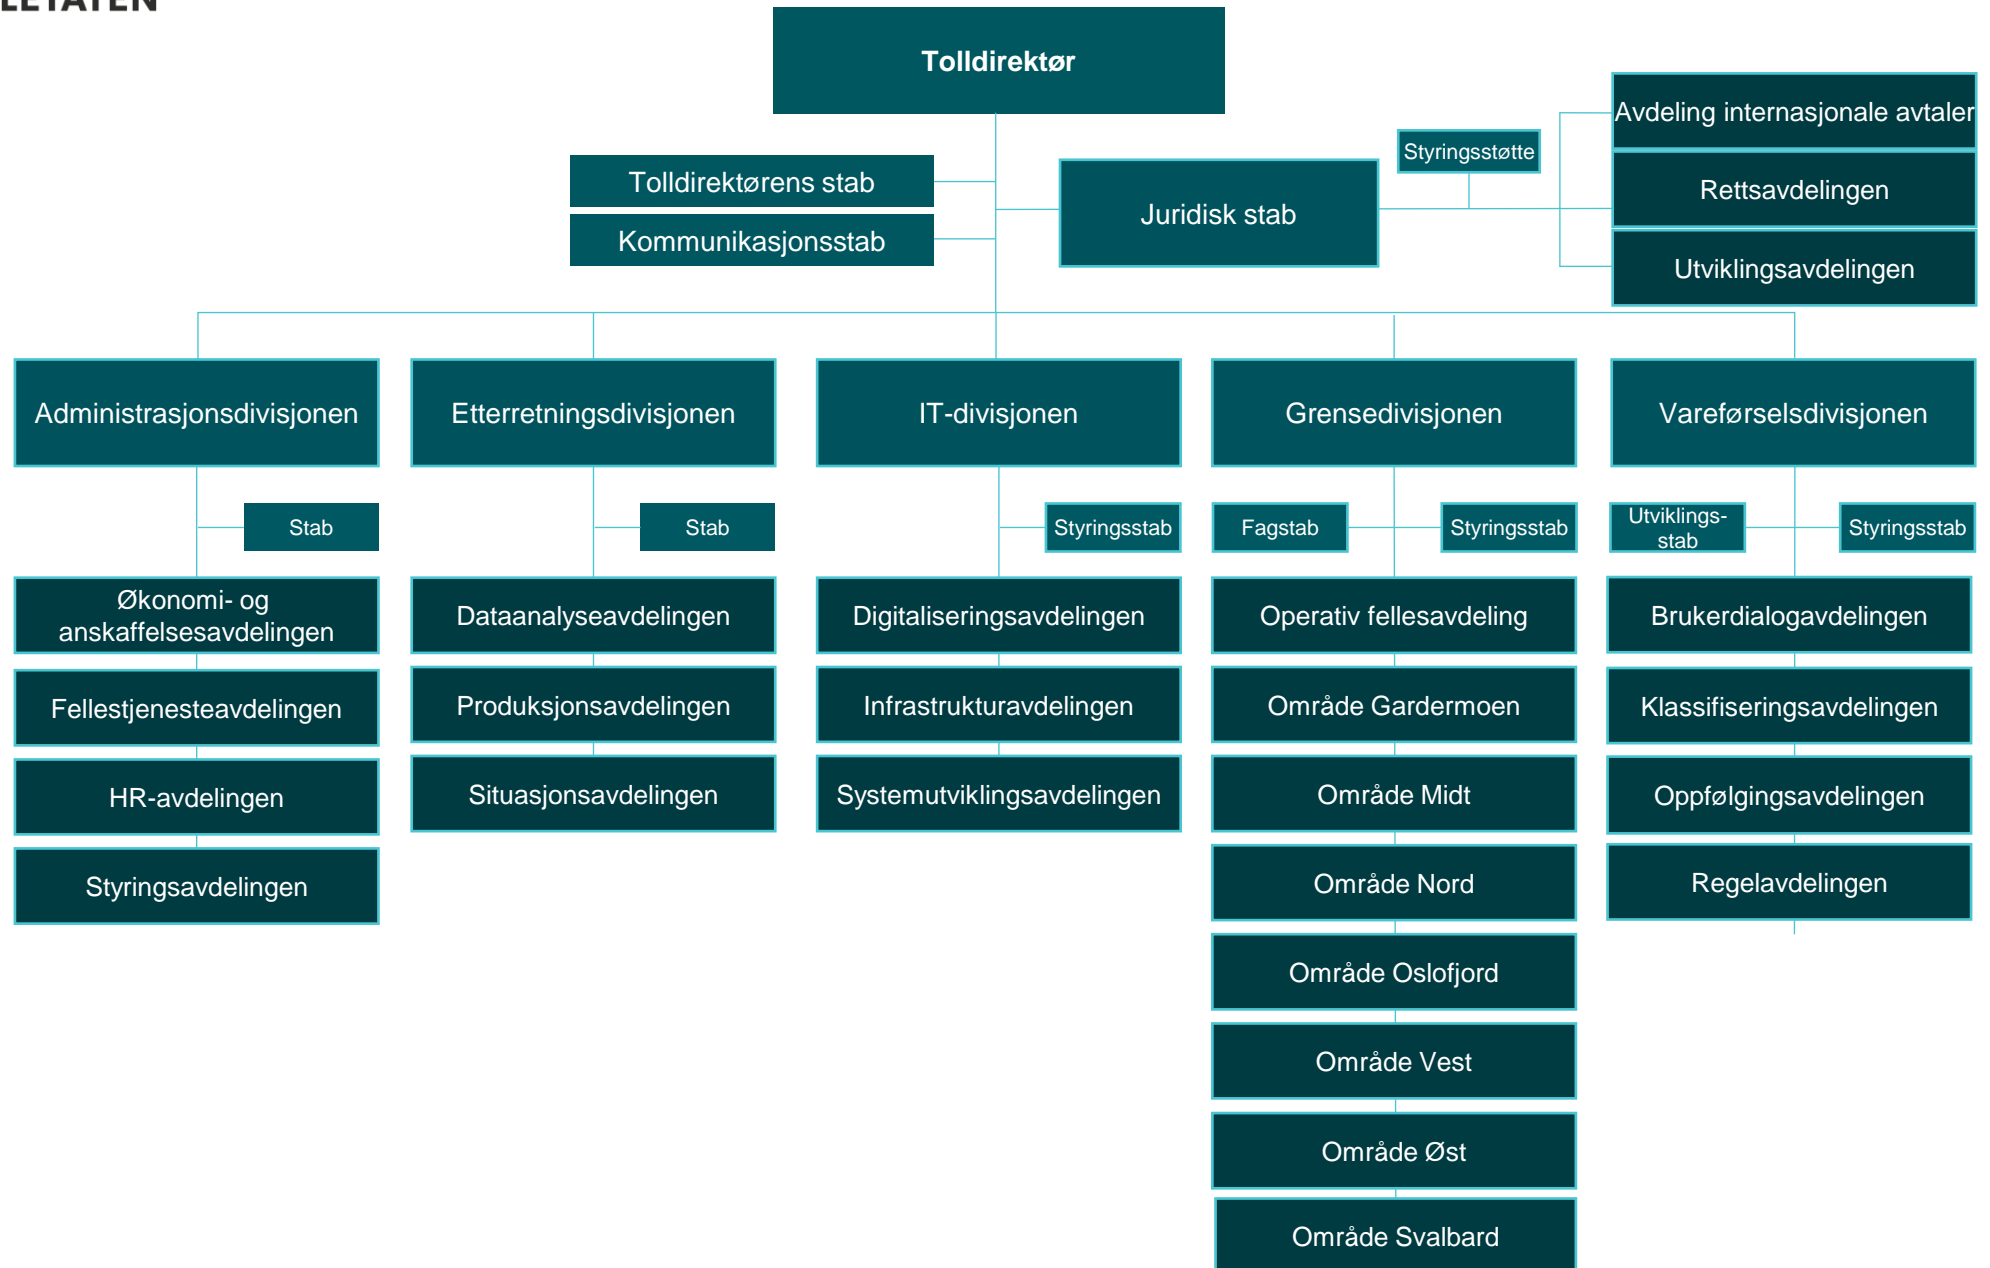 Tolldirektør
Avdeling internasjonale avtaler
Styringsstøtte
Tolldirektørens stab
Rettsavdelingen
Juridisk stab
Kommunikasjonsstab
Utviklingsavdelingen
Administrasjonsdivisjonen
Etterretningsdivisjonen
IT-divisjonen
Grensedivisjonen
Vareførselsdivisjonen
Stab
Stab
Styringsstab
Fagstab
Styringsstab
Utviklings-
stab
Styringsstab
Økonomi- og
anskaffelsesavdelingen
Dataanalyseavdelingen
Digitaliseringsavdelingen
Operativ fellesavdeling
Brukerdialogavdelingen
Fellestjenesteavdelingen
Produksjonsavdelingen
Infrastrukturavdelingen
Område Gardermoen
Klassifiseringsavdelingen
HR-avdelingen
Situasjonsavdelingen
Systemutviklingsavdelingen
Område Midt
Oppfølgingsavdelingen
Styringsavdelingen
Område Nord
Regelavdelingen
Område Oslofjord
Område Vest
Område Øst
Område Svalbard